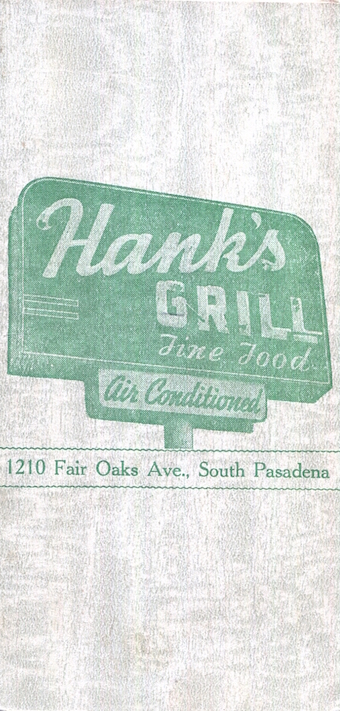 Hank's
GRILL
Fine Food
Air Conditioned
1210 Fair Oaks Ave., South Pasadena